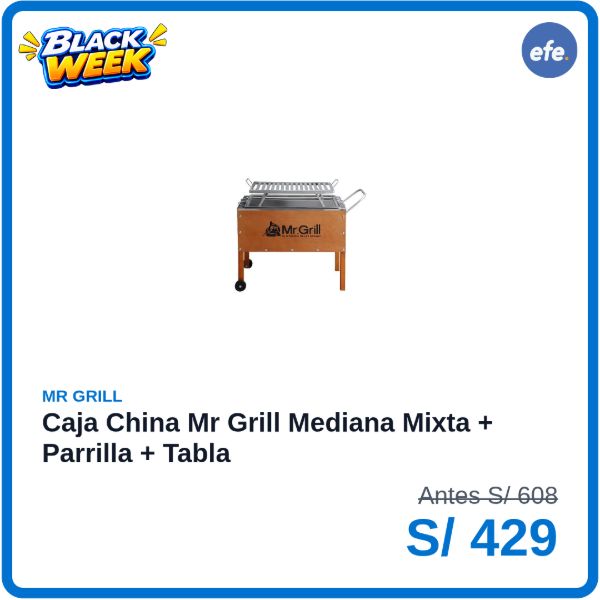 BLACK
WEEK
efe.
Mr.Grill
MR GRILL
Caja China Mr Grill Mediana Mixta +
Parrilla + Tabla
Antes S/ 608
S/ 429